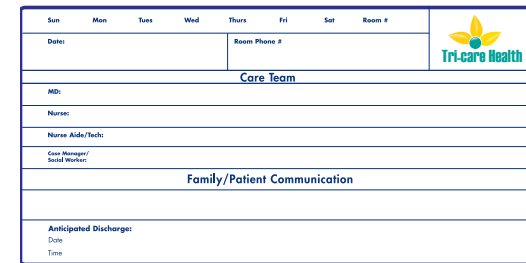 Sun Mon Tues Wed Thurs Fri Sat Room #
Date: Room Phone #
Tri-care Health
Care Team
MD:
Nurse:
Nurse Aide/Tech:
Case Manager/
Social Worker:
Family/Patient Communication
Anticipated Discharge:
Date
Time